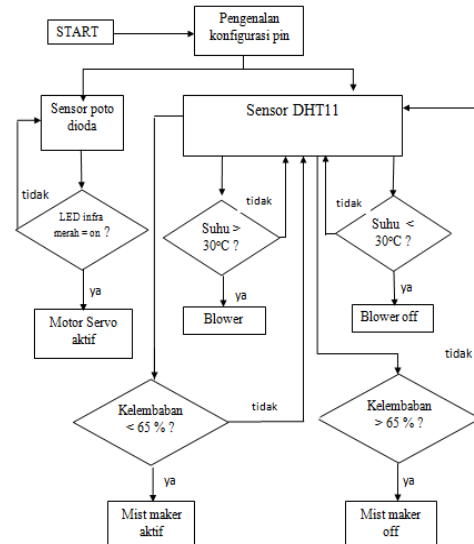 START
Pengenalan
konfigurasi pin
Sensor poto
dioda
Sensor DHT11
tidak
LED infra
merah = on ?
ya
Motor Servo
aktif
tidak
Suhu >
30°C ?
ya
Blower
tidak
Suhu <
30°C ?
ya
Blower off
Kelembaban
< 65 % ?
tidak
ya
Mist maker
aktif
tidak
Kelembaban
> 65 % ?
ya
Mist maker
off